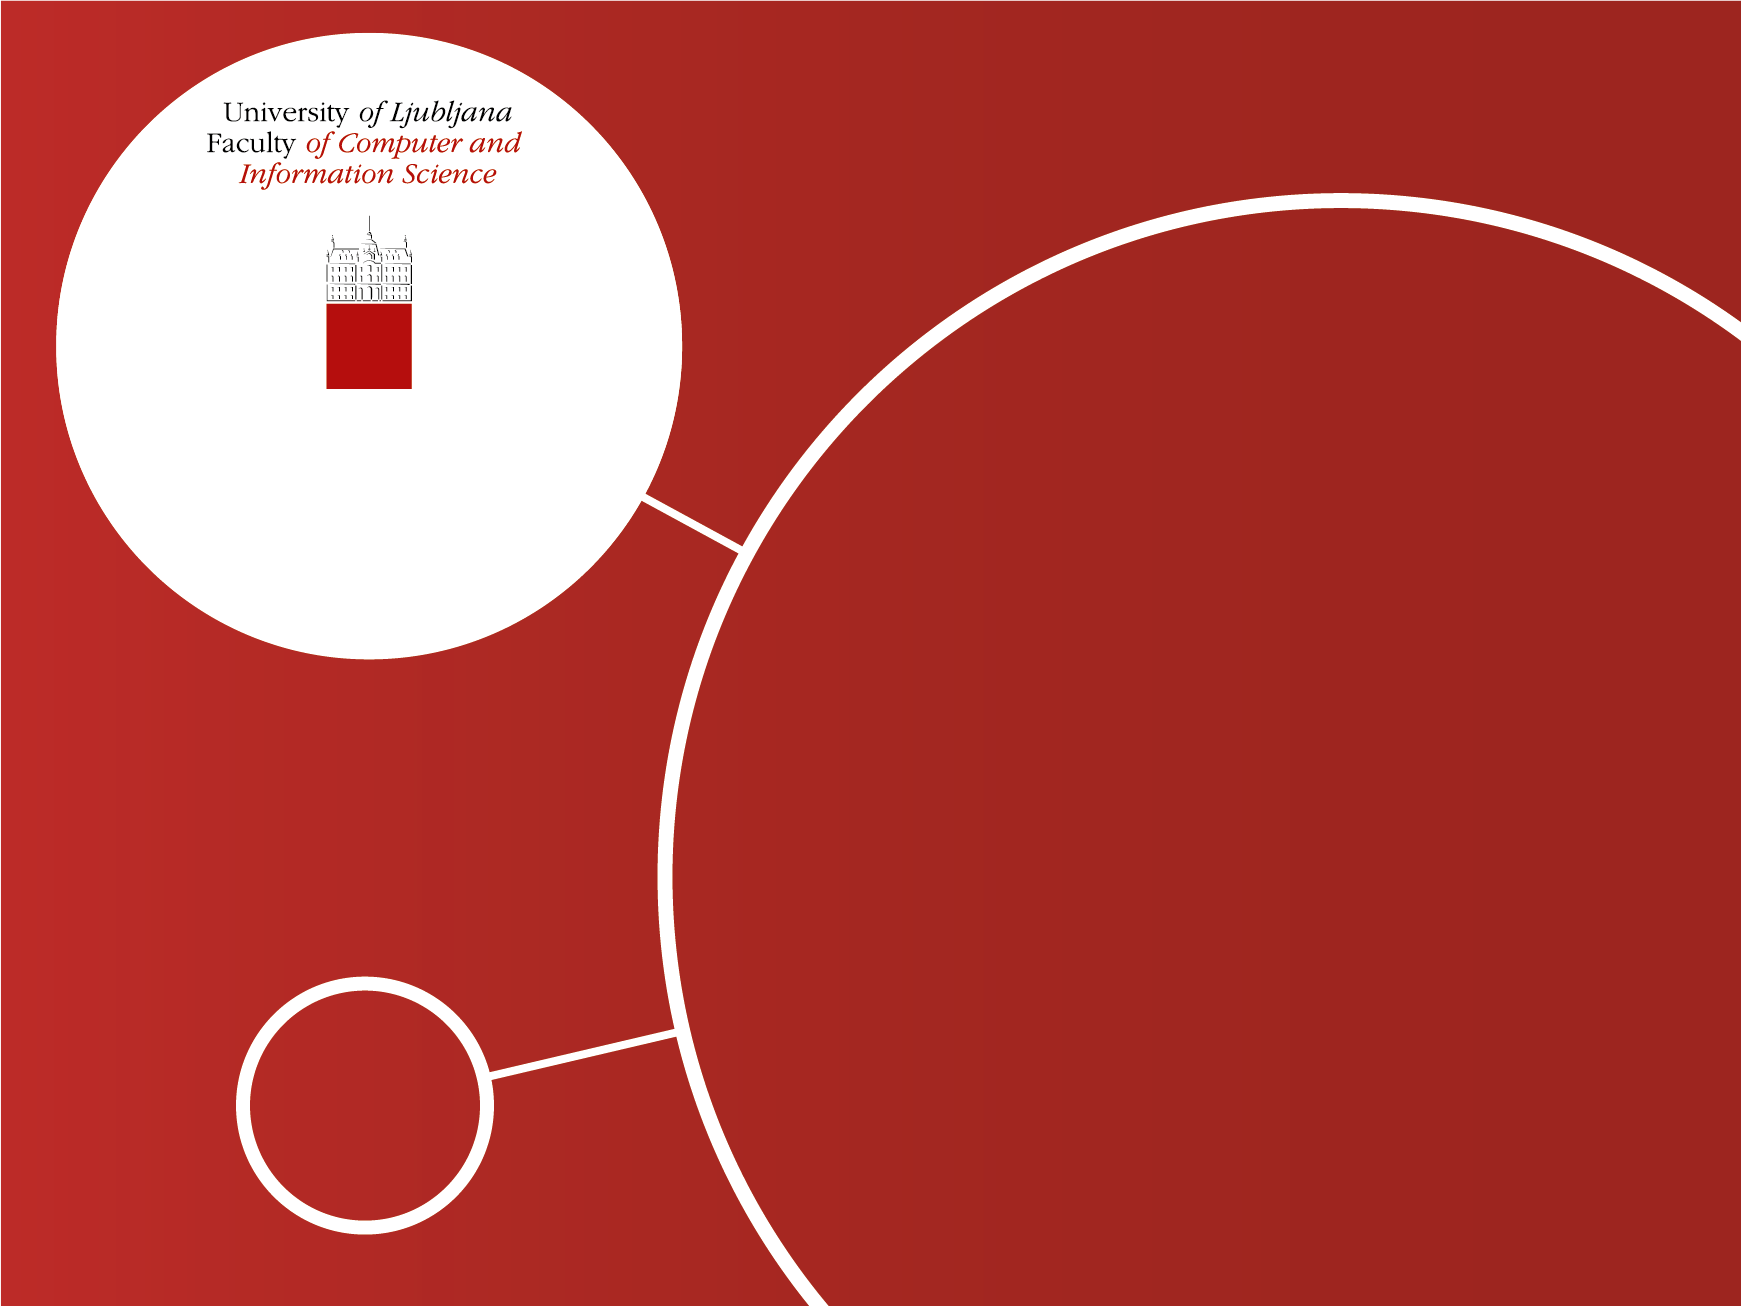 University of Ljubljana
Faculty of Computer and
Information Science